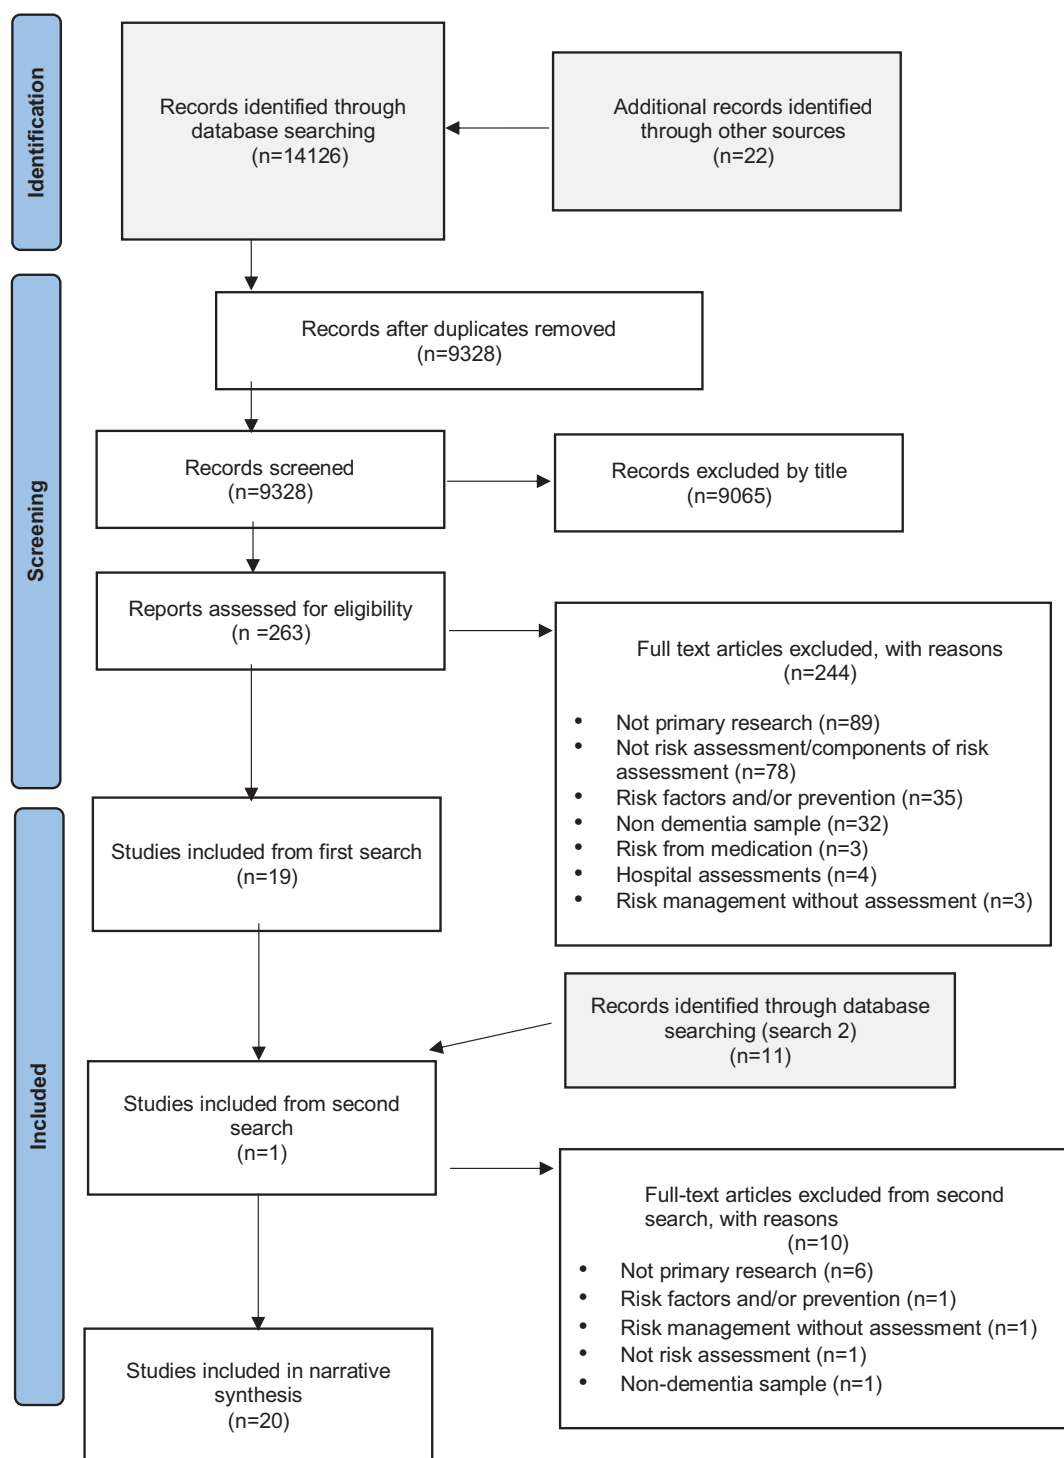 Identification
Records identified through
database searching
(n=14126)
Additional records identified
through other sources
(n=22)
Screening
Records after duplicates removed
(n=9328)
Records screened
(n=9328)
Records excluded by title
(n=9065)
Reports assessed for eligibility
(n =263)
Full text articles excluded, with reasons
(n=244)
• Not primary research (n=89)
• Not risk assessment/components of risk
assessment (n=78)
• Risk factors and/or prevention (n=35)
• Non dementia sample (n=32)
• Risk from medication (n=3)
• Hospital assessments (n=4)
• Risk management without assessment (n=3)
Included
Studies included from first search
(n=19)
Records identified through database
searching (search 2)
(n=11)
Studies included from second
search
(n=1)
Full-text articles excluded from second
search, with reasons
(n=10)
• Not primary research (n=6)
• Risk factors and/or prevention (n=1)
• Risk management without assessment (n=1)
• Not risk assessment (n=1)
• Non-dementia sample (n=1)
Studies included in narrative
synthesis
(n=20)